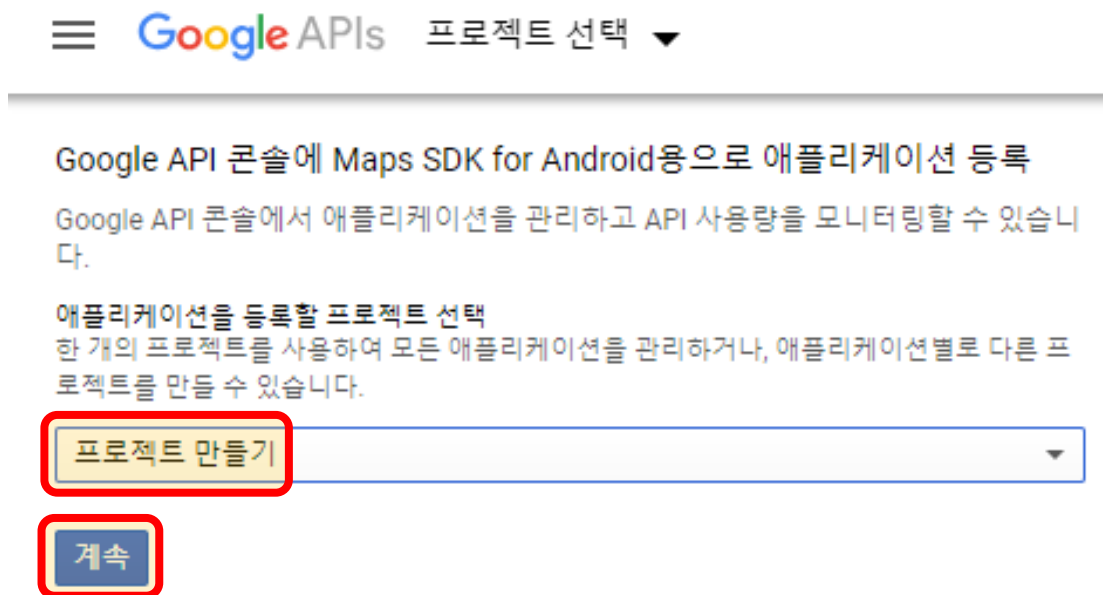 Google APIs 프로젝트 선택
Google API 콘솔에 Maps SDK for Android용으로 애플리케이션 등록
Google API 콘솔에서 애플리케이션을 관리하고 API 사용량을 모니터링할 수 있습니
다.
애플리케이션을 등록할 프로젝트 선택
한 개의 프로젝트를 사용하여 모든 애플리케이션을 관리하거나, 애플리케이션별로 다른 프
로젝트를 만들 수 있습니다.
프로젝트 만들기
계속